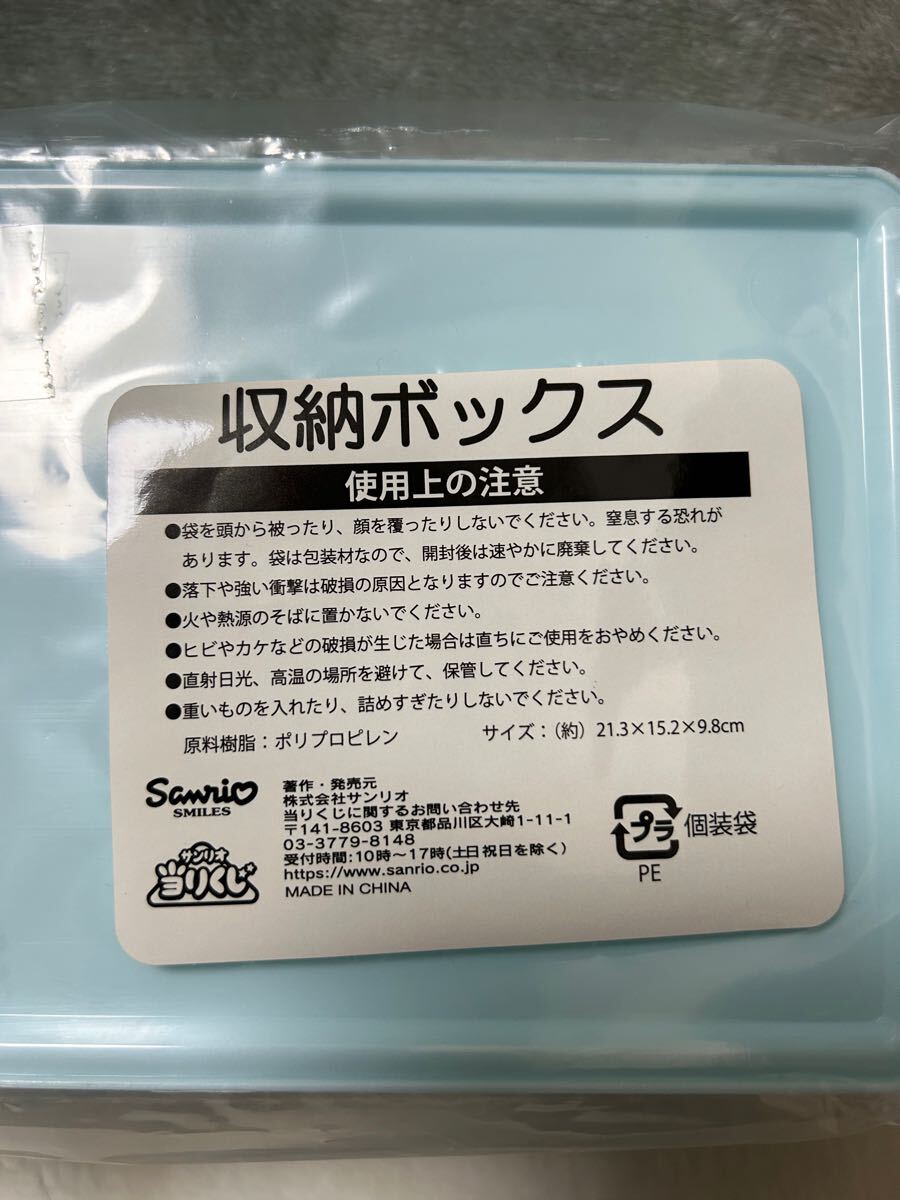 収納ボックス
使用上の注意
●袋を頭から被ったり、顔を覆ったりしないでください。窒息する恐れが
あります。袋は包装材なので、開封後は速やかに廃棄してください。
●落下や強い衝撃は破損の原因となりますのでご注意ください。
●火や熱源のそばに置かないでください。
●ヒビやカケなどの破損が生じた場合は直ちにご使用をおやめください。
●直射日光、高温の場所を避けて、保管してください。
●重いものを入れたり、詰めすぎたりしないでください。
原料樹脂：ポリプロピレン サイズ：（約）21.3×15.2×9.8cm
Sanrio
SMILES
サンリオ
当りくじ
著作・発売元
株式会社サンリオ
当りくじに関するお問い合わせ先
〒141-8603 東京都品川区大崎1-11-1
03-3779-8148
受付時間:10時～17時(土日祝日を除く)
https://www.sanrio.co.jp
MADE IN CHINA
プラ 個装袋
PE